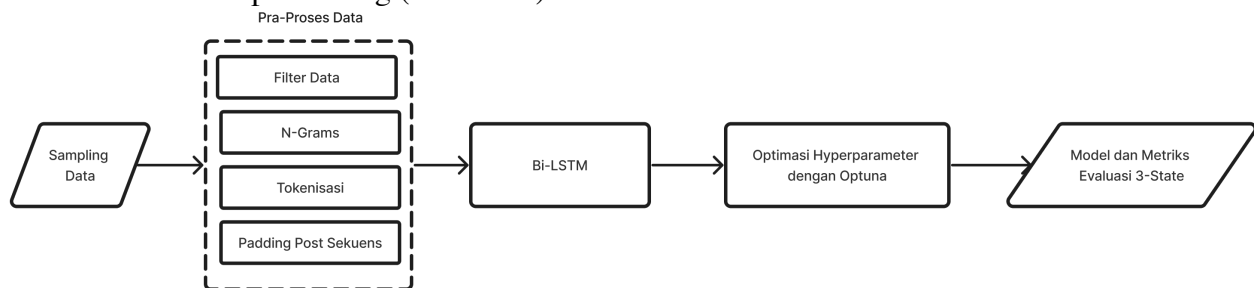 Pra-Proses Data
Filter Data
N-Grams
Tokenisasi
Padding Post Sekuens
Sampling
Data
Bi-LSTM
Optimasi Hyperparameter
dengan Optuna
Model dan Metriks
Evaluasi 3-State